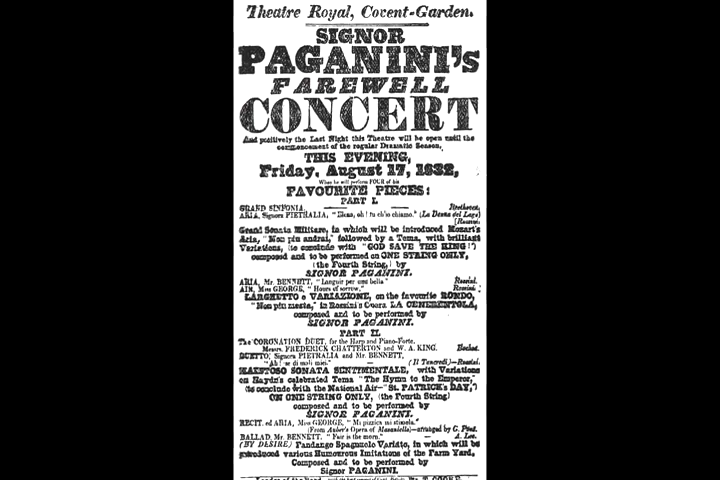 Theatre Royal, Covent-Garden.
SIGNOR
PAGANINI's
FAREWELL
CONCERT
And positively the Last Night this Theatre will be open until the
commencement of the regular Dramatic Season.
THIS EVENING,
Friday, August 17, 1832,
When he will perform FOUR of his
FAVOURITE PIECES:
PART I.
GRAND SINFONIA. Beethoven.
ARIA, Signora PIETRALIA, "Elena, oh! tu ch'io chiamo." (La Donna del Lago)
[Rossini.
Grand Sonata Militare, in which will be introduced Mozart's
Aria, "Non piu andrai," followed by a Tema, with brilliant
Variations, (to conclude with "GOD SAVE THE KING!")
composed and to be performed on ONE STRING ONLY,
(the Fourth String,) by
SIGNOR PAGANINI.
ARIA, Mr. BENNETT, "Languir per una bella" Rossini.
AIR, Miss GEORGE, "Hours of sorrow," Rossini.
LARGHETTO e VARIAZIONE, on the favourite RONDO,
"Non piu mesta," in Rossini's Opera LA CENERENTOLA,
composed and to be performed by
SIGNOR PAGANINI.
PART II.
The CORONATION DUET, for the Harp and Piano-Forte,
Messrs. FREDERICK CHATTERTON and W. A. KING. Bochsa.
DUETTO, Signora PIETRALIA and Mr. BENNETT,
"Ah! se di mali miei." — (Il Tancredi)—Rossini.
MAESTOSO SONATA SENTIMENTALE, with Variations
on Haydn's celebrated Tema "The Hymn to the Emperor,"
(to conclude with the National Air—"St. PATRICK's DAY,")
ON ONE STRING ONLY, (the Fourth String)
composed and to be performed by
SIGNOR PAGANINI.
RECIT. ed ARIA, Miss GEORGE, "Mi pizzica mi stimola."
(From Auber's Opera of Masaniello)—arranged by G.
BALLAD, Mr. BENNETT, "Fair is the morn." — A. Lee.
(BY DESIRE) Fandango Spagnuolo Variato, in which will be
introduced various Humourous Imitations of the Farm Yard,
Composed and to be performed by
Signor PAGANINI.
Leader of the Band